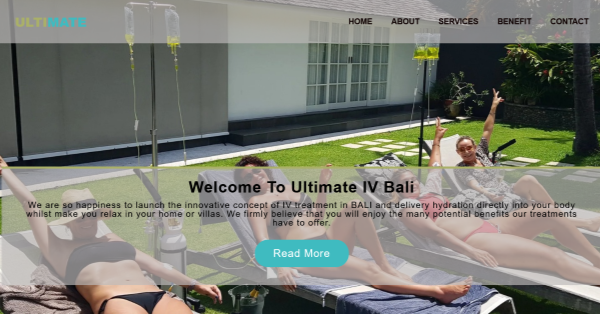 ULTIMATE
HOME ABOUT SERVICES BENEFIT CONTACT
Welcome To Ultimate IV Bali
We are so happiness to launch the innovative concept of IV treatment in BALI and delivery hydration directly into your body
whilst make you relax in your home or villas. We firmly believe that you will enjoy the many potential benefits our treatments
have to offer.
Read More